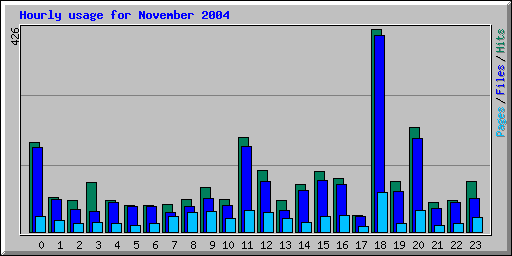 Hourly usage for November 2004
426
Pages / Files / Hits
0 1 2 3 4 5 6 7 8 9 10 11 12 13 14 15 16 17 18 19 20 21 22 23